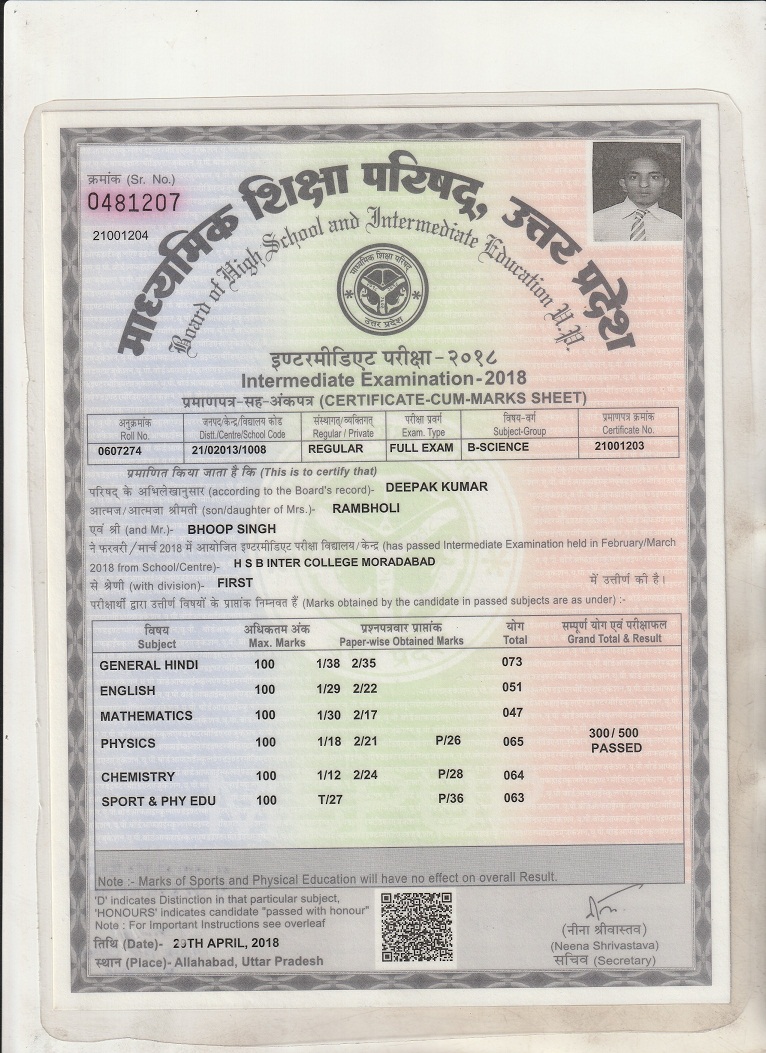 क्रमांक (Sr. No.)
0481207
21001204
माध्यमिक शिक्षा परिषद्, उत्तर प्रदेश
Board of High School and Intermediate Education U.P.
माध्यमिक शिक्षा परिषद्
उत्तर प्रदेश
इण्टरमीडिएट परीक्षा-२०१८
Intermediate Examination-2018
प्रमाणपत्र-सह-अंकपत्र (CERTIFICATE-CUM-MARKS SHEET)
अनुक्रमांक जनपद/केन्द्र/विद्यालय कोड संस्थागत/व्यक्तिगत परीक्षा प्रवर्ग विषय-वर्ग प्रमाणपत्र क्रमांक
Roll No. Distt./Centre/School Code Regular / Private Exam. Type Subject-Group Certificate No.
0607274 21/02013/1008 REGULAR FULL EXAM B-SCIENCE 21001203
प्रमाणित किया जाता है कि (This is to certify that)
परिषद् के अभिलेखानुसार (according to the Board's record)- DEEPAK KUMAR
आत्मज/आत्मजा श्रीमती (son/daughter of Mrs.)- RAMBHOLI
एवं श्री (and Mr.)- BHOOP SINGH
ने फरवरी/मार्च 2018 में आयोजित इण्टरमीडिएट परीक्षा विद्यालय/केन्द्र (has passed Intermediate Examination held in February/March
2018 from School/Centre)- H S B INTER COLLEGE MORADABAD
से श्रेणी (with division)- FIRST में उत्तीर्ण की है।
परीक्षार्थी द्वारा उत्तीर्ण विषयों के प्राप्तांक निम्नवत हैं (Marks obtained by the candidate in passed subjects are as under) :-
विषय अधिकतम अंक प्रश्नपत्रवार प्राप्तांक योग सम्पूर्ण योग एवं परीक्षाफल
Subject Max. Marks Paper-wise Obtained Marks Total Grand Total & Result
GENERAL HINDI 100 1/38 2/35 073
ENGLISH 100 1/29 2/22 051
MATHEMATICS 100 1/30 2/17 047
PHYSICS 100 1/18 2/21 P/26 065 300/ 500
PASSED
CHEMISTRY 100 1/12 2/24 P/28 064
SPORT & PHY EDU 100 T/27 P/36 063
Note :- Marks of Sports and Physical Education will have no effect on overall Result.
'D' indicates Distinction in that particular subject,
'HONOURS' indicates candidate "passed with honour"
Note : For Important Instructions see overleaf
तिथि (Date)- TH APRIL, 2018
स्थान (Place)- Allahabad, Uttar Pradesh
(नीना श्रीवास्तव)
(Neena Shrivastava)
सचिव (Secretary)